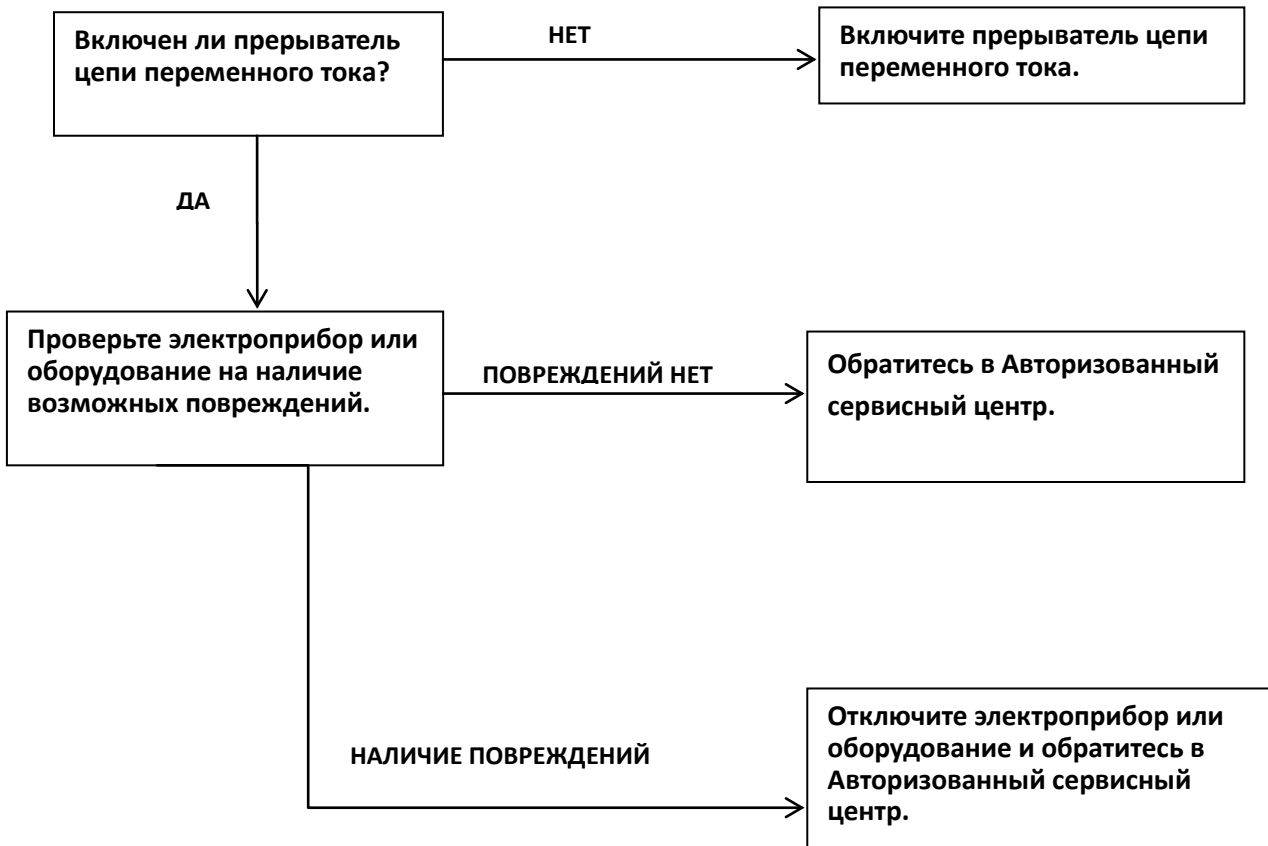 Включен ли прерыватель
цепи переменного тока?
НЕТ
Включите прерыватель цепи
переменного тока.
ДА
Проверьте электроприбор или
оборудование на наличие
возможных повреждений.
ПОВРЕЖДЕНИЙ НЕТ
Обратитесь в Авторизованный
сервисный центр.
НАЛИЧИЕ ПОВРЕЖДЕНИЙ
Отключите электроприбор или
оборудование и обратитесь в
Авторизованный сервисный
центр.